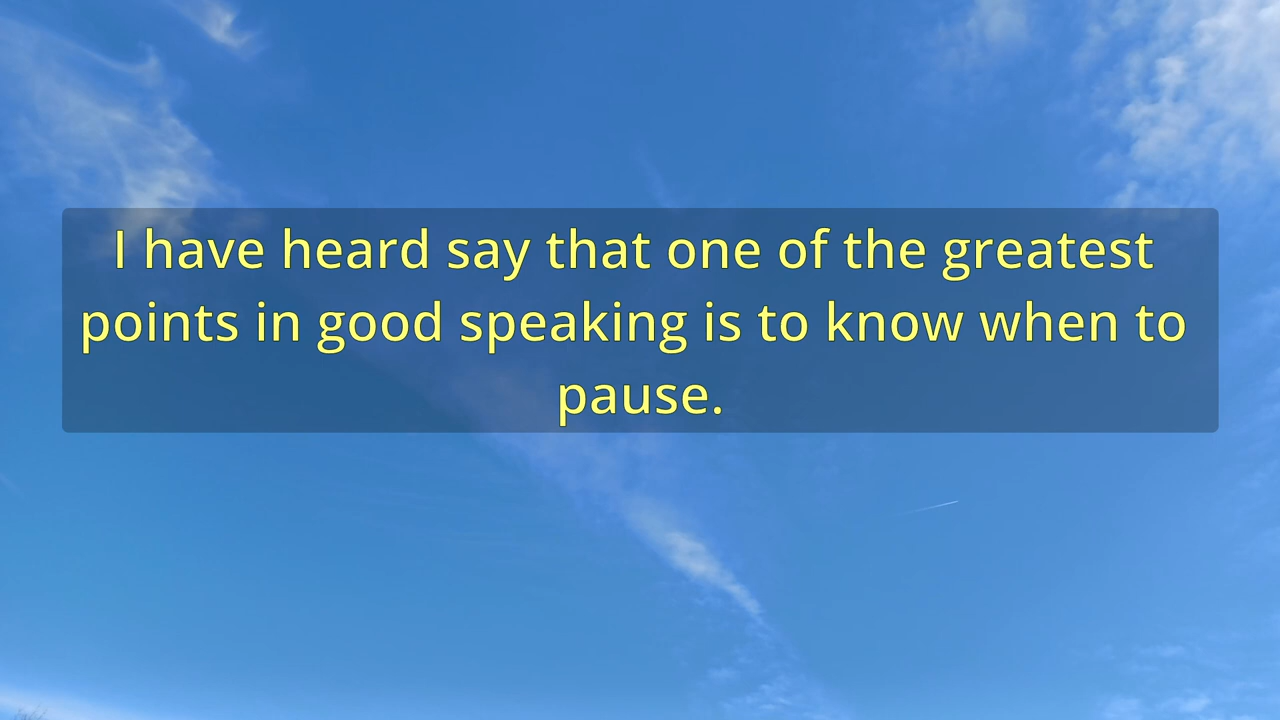 I have heard say that one of the greatest
points in good speaking is to know when to
pause.